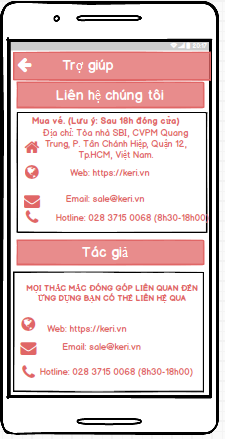 Trợ giúp
Liên hệ chúng tôi
Mua vé. (Lưu ý: Sau 18h đóng cửa)
Địa chỉ: Tòa nhà SBI, CVPM Quang
Trung, P. Tân Chánh Hiệp, Quận 12,
Tp.HCM, Việt Nam.
Web: https://keri.vn
Email: sale@keri.vn
Hotline: 028 3715 0068 (8h30-18h00)
Tác giả
MỌI THẮC MẮC ĐÓNG GÓP LIÊN QUAN ĐẾN
ỨNG DỤNG BẠN CÓ THỂ LIÊN HỆ QUA
Web: https://keri.vn
Email: sale@keri.vn
Hotline: 028 3715 0068 (8h30-18h00)